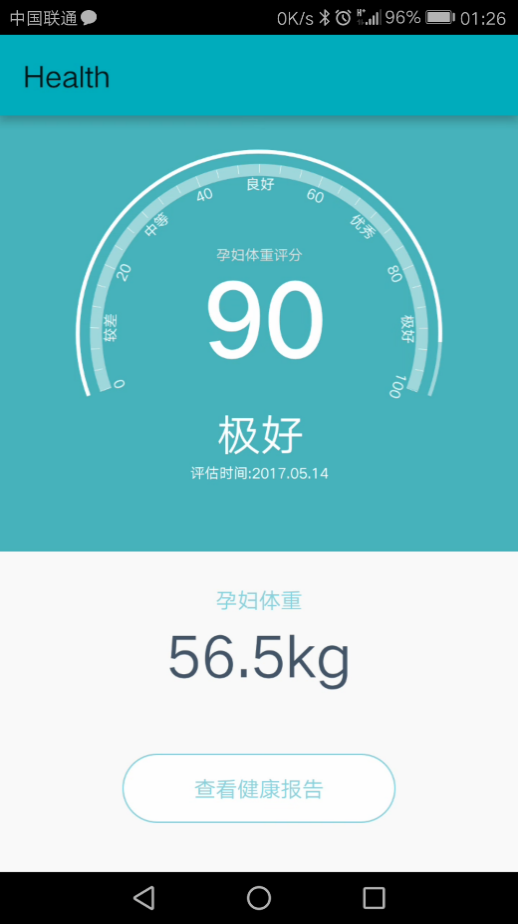 中国联通
0K/s
96%
01:26
Health
0
较差
20
中等
40
良好
60
优秀
80
极好
100
孕妇体重评分
90
极好
评估时间:2017.05.14
孕妇体重
56.5kg
查看健康报告